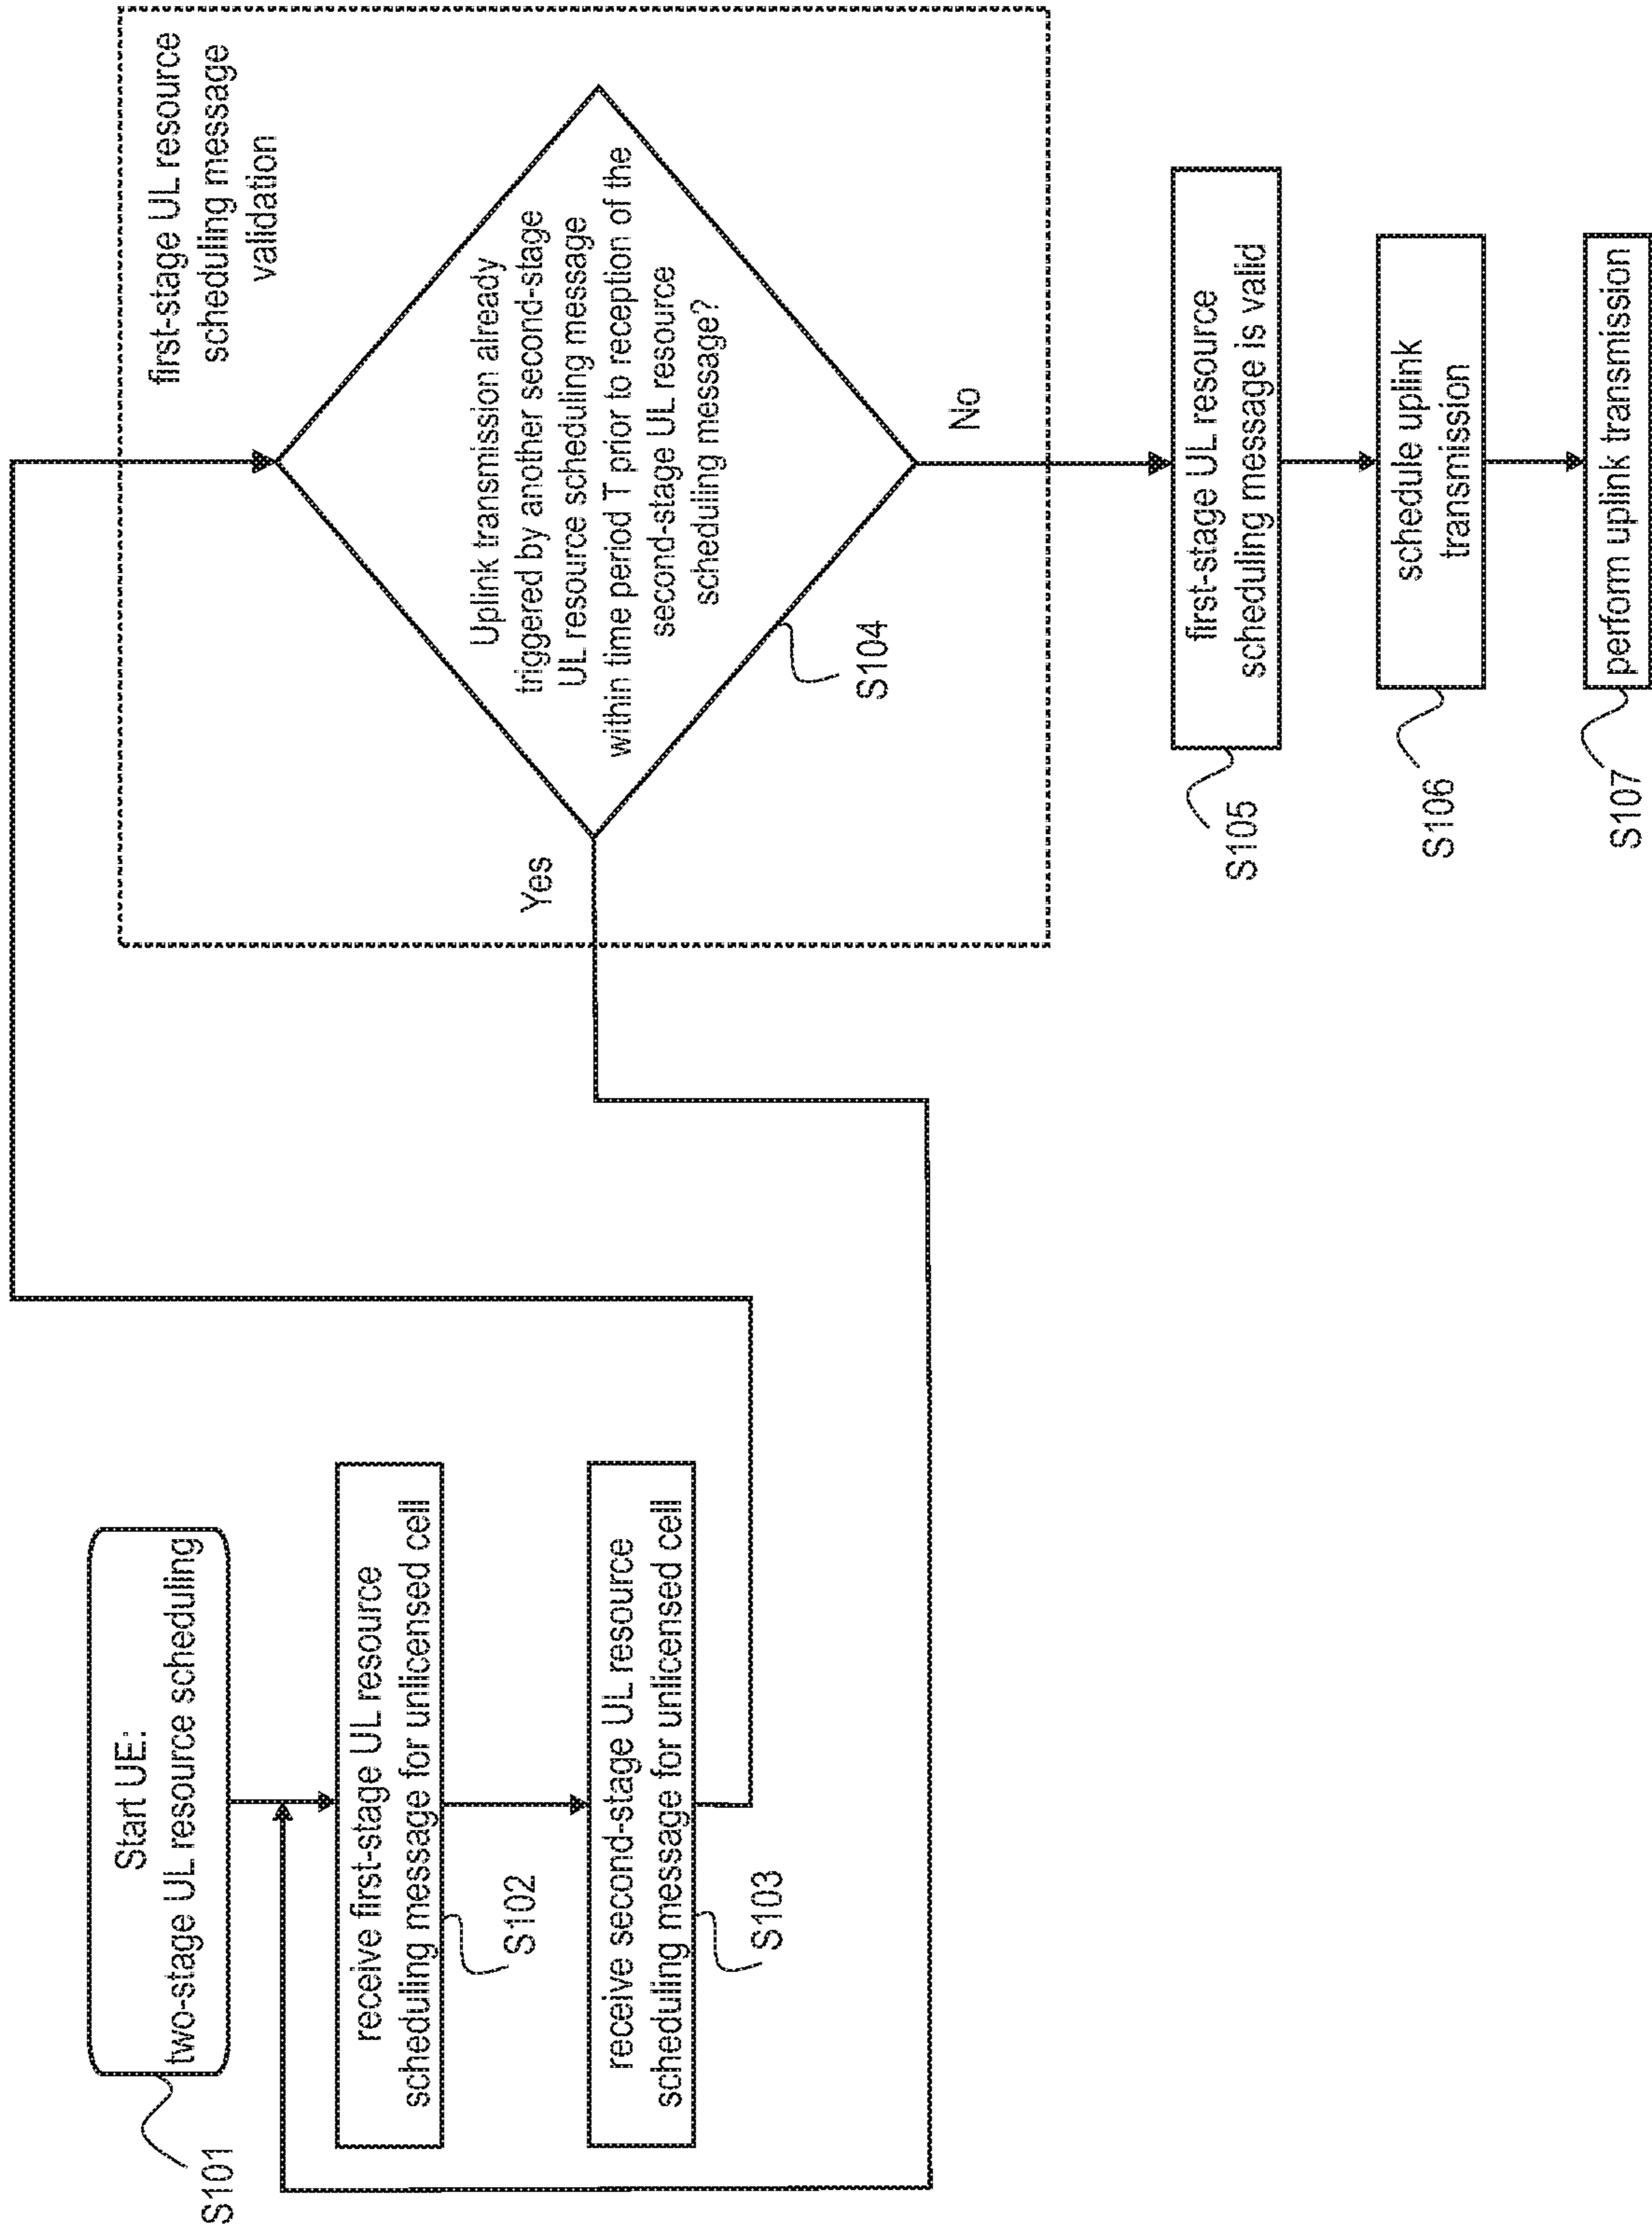 Start UE:
two-stage UL resource scheduling
S101
receive first-stage UL resource
scheduling message for unlicensed cell
S102
receive second-stage UL resource
scheduling message for unlicensed cell
S103
first-stage UL resource
scheduling message
validation
Uplink transmission already
triggered by another second-stage
UL resource scheduling message
within time period T prior to reception of the
second-stage UL resource
scheduling message?
Yes
No
S104
first-stage UL resource
scheduling message is valid
S105
schedule uplink
transmission
S106
perform uplink transmission
S107